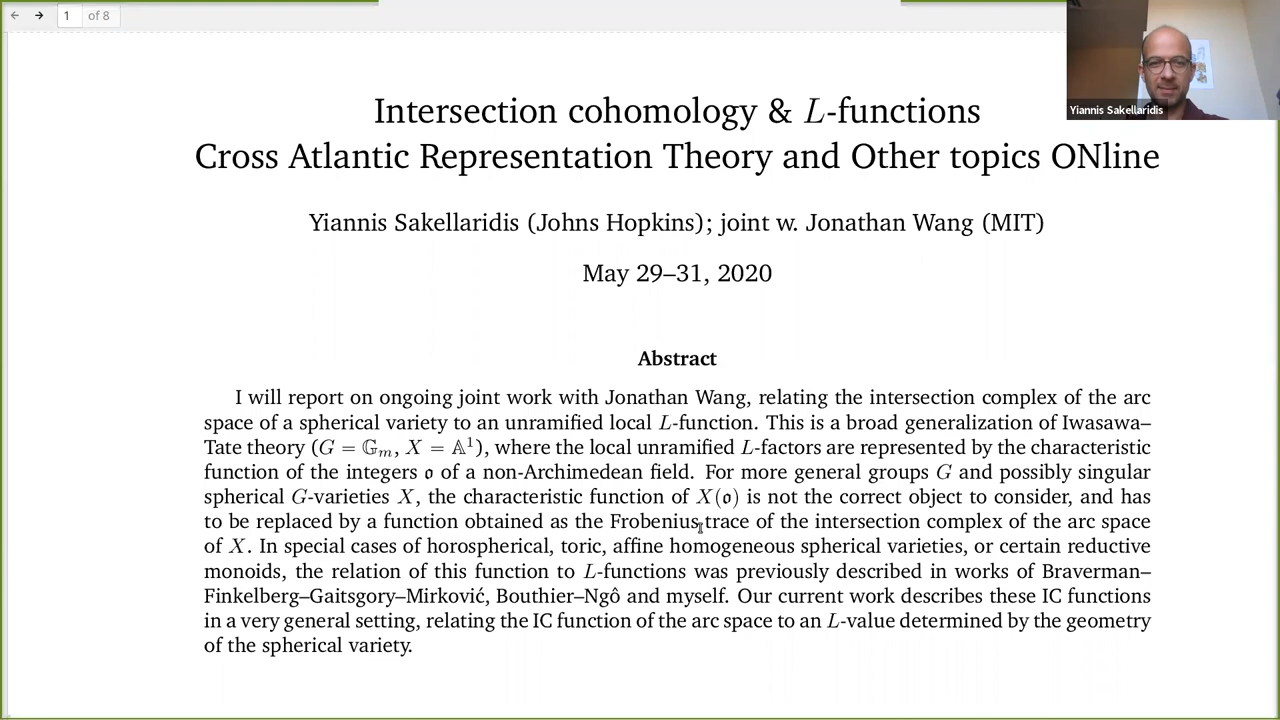 1 of 8
Yiannis Sakellaridis
Intersection cohomology & L-functions
Cross Atlantic Representation Theory and Other topics ONline
Yiannis Sakellaridis (Johns Hopkins); joint w. Jonathan Wang (MIT)
May 29–31, 2020
Abstract
I will report on ongoing joint work with Jonathan Wang, relating the intersection complex of the arc
space of a spherical variety to an unramified local L-function. This is a broad generalization of Iwasawa–
Tate theory (G = 𝔾ₘ, X = 𝔸¹), where the local unramified L-factors are represented by the characteristic
function of the integers 𝔬 of a non-Archimedean field. For more general groups G and possibly singular
spherical G-varieties X, the characteristic function of X(𝔬) is not the correct object to consider, and has
to be replaced by a function obtained as the Frobenius trace of the intersection complex of the arc space
of X. In special cases of horospherical, toric, affine homogeneous spherical varieties, or certain reductive
monoids, the relation of this function to L-functions was previously described in works of Braverman–
Finkelberg–Gaitsgory–Mirković, Bouthier–Ngô and myself. Our current work describes these IC functions
in a very general setting, relating the IC function of the arc space to an L-value determined by the geometry
of the spherical variety.